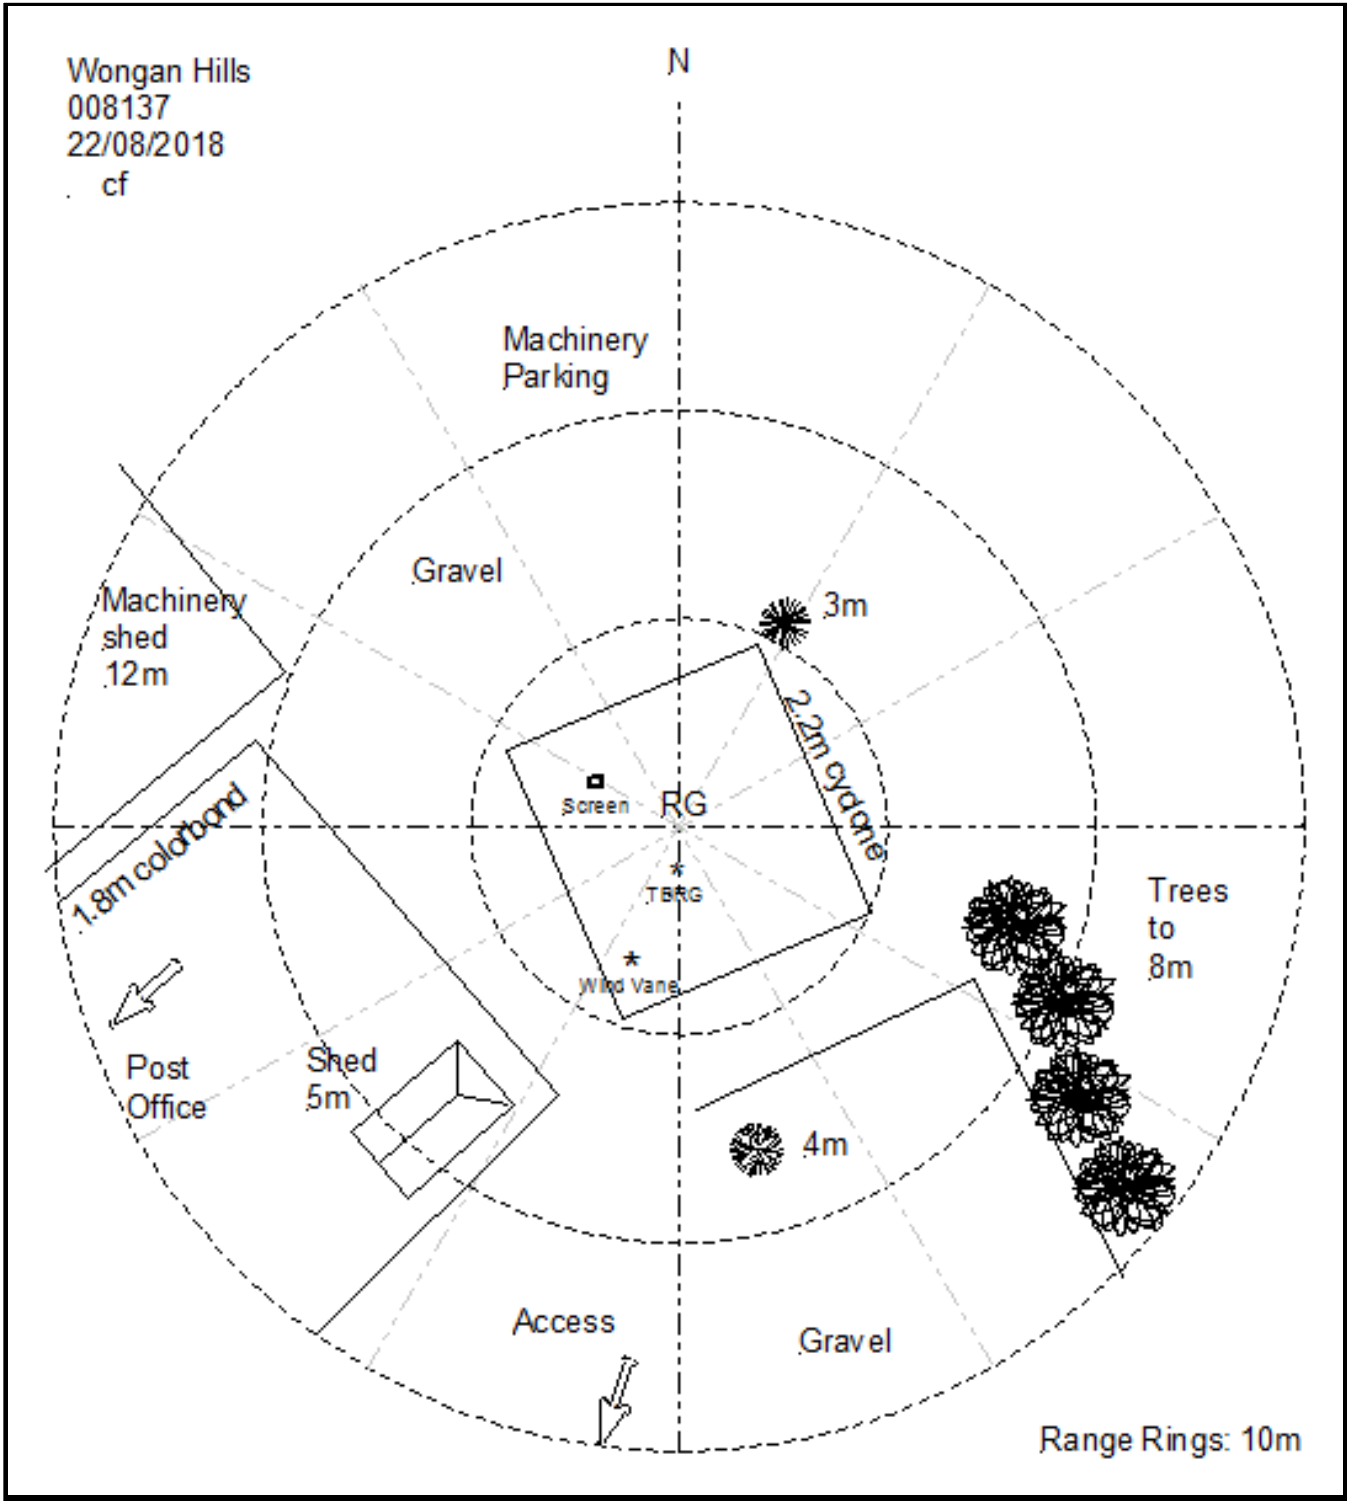 Wongan Hills
008137
22/08/2018
cf
N
Machinery
Parking
Gravel
3m
Machinery
shed
12m
2.2m cyclone
Screen
RG
1.8m colorbond
TBRG
Trees
to
8m
Wind Vane
Post
Office
Shed
5m
4m
Access
Gravel
Range Rings: 10m